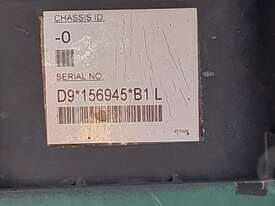 CHASSIS ID.
-0
SERIAL NO
D9*156945*B1 L